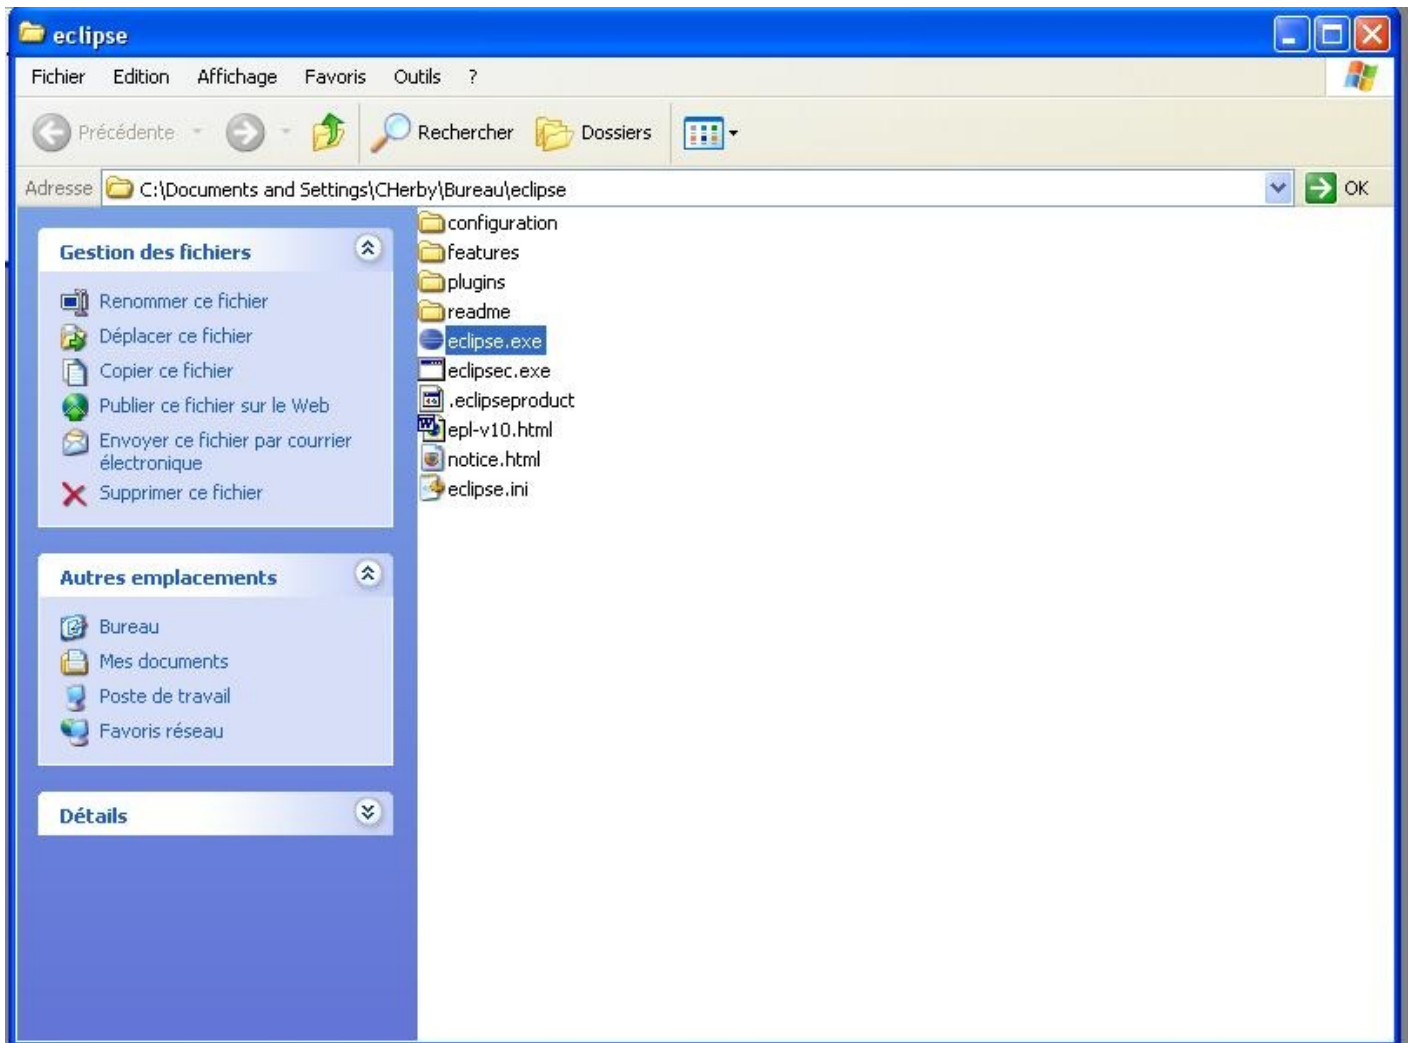 eclipse
Fichier Edition Affichage Favoris Outils ?
Précédente Rechercher Dossiers
Adresse C:\Documents and Settings\CHerby\Bureau\eclipse OK
Gestion des fichiers
Renommer ce fichier
Déplacer ce fichier
Copier ce fichier
Publier ce fichier sur le Web
Envoyer ce fichier par courrier
électronique
Supprimer ce fichier
Autres emplacements
Bureau
Mes documents
Poste de travail
Favoris réseau
Détails
configuration
features
plugins
readme
eclipse.exe
eclipsec.exe
.eclipseproduct
epl-v10.html
notice.html
eclipse.ini